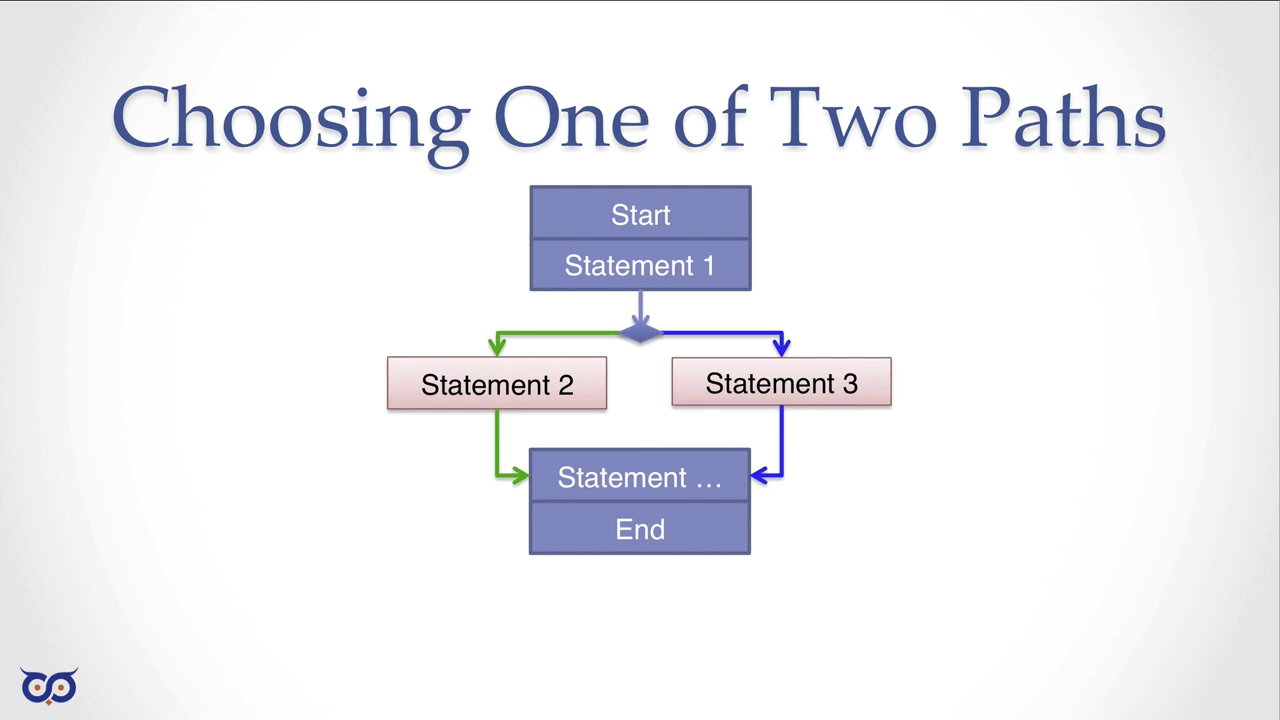 Choosing One of Two Paths
Start
Statement 1
Statement 2
Statement 3
Statement …
End